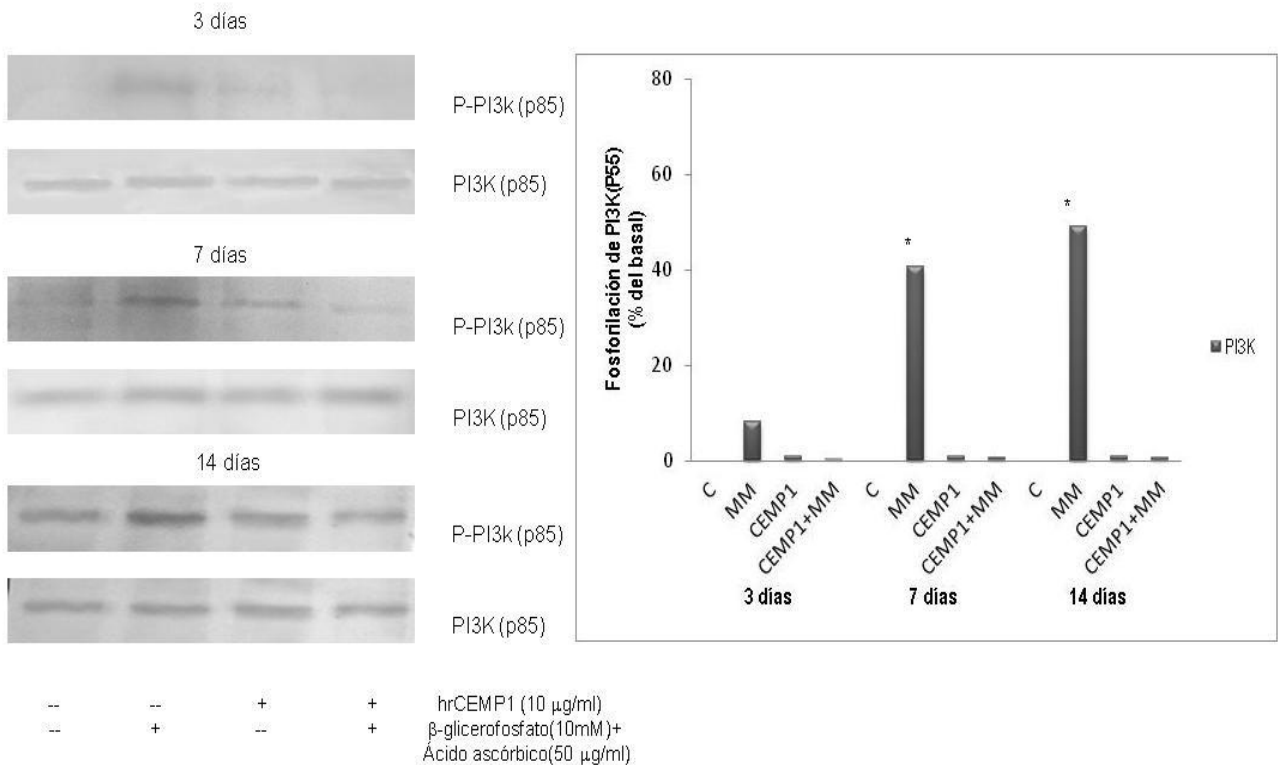 3 días
P-PI3k (p85)
PI3K (p85)
7 días
P-PI3k (p85)
PI3K (p85)
14 días
P-PI3k (p85)
PI3K (p85)
-- -- + + hrCEMP1 (10 μg/ml)
-- + -- + β-glicerofosfato(10mM)+
Ácido ascórbico(50 μg/ml)
Fosforilación de PI3K(P55)
(% del basal)
80
60
40
20
0
* *
C MM CEMP1 CEMP1+MM C MM CEMP1 CEMP1+MM C MM CEMP1 CEMP1+MM
3 días 7 días 14 días
PI3K